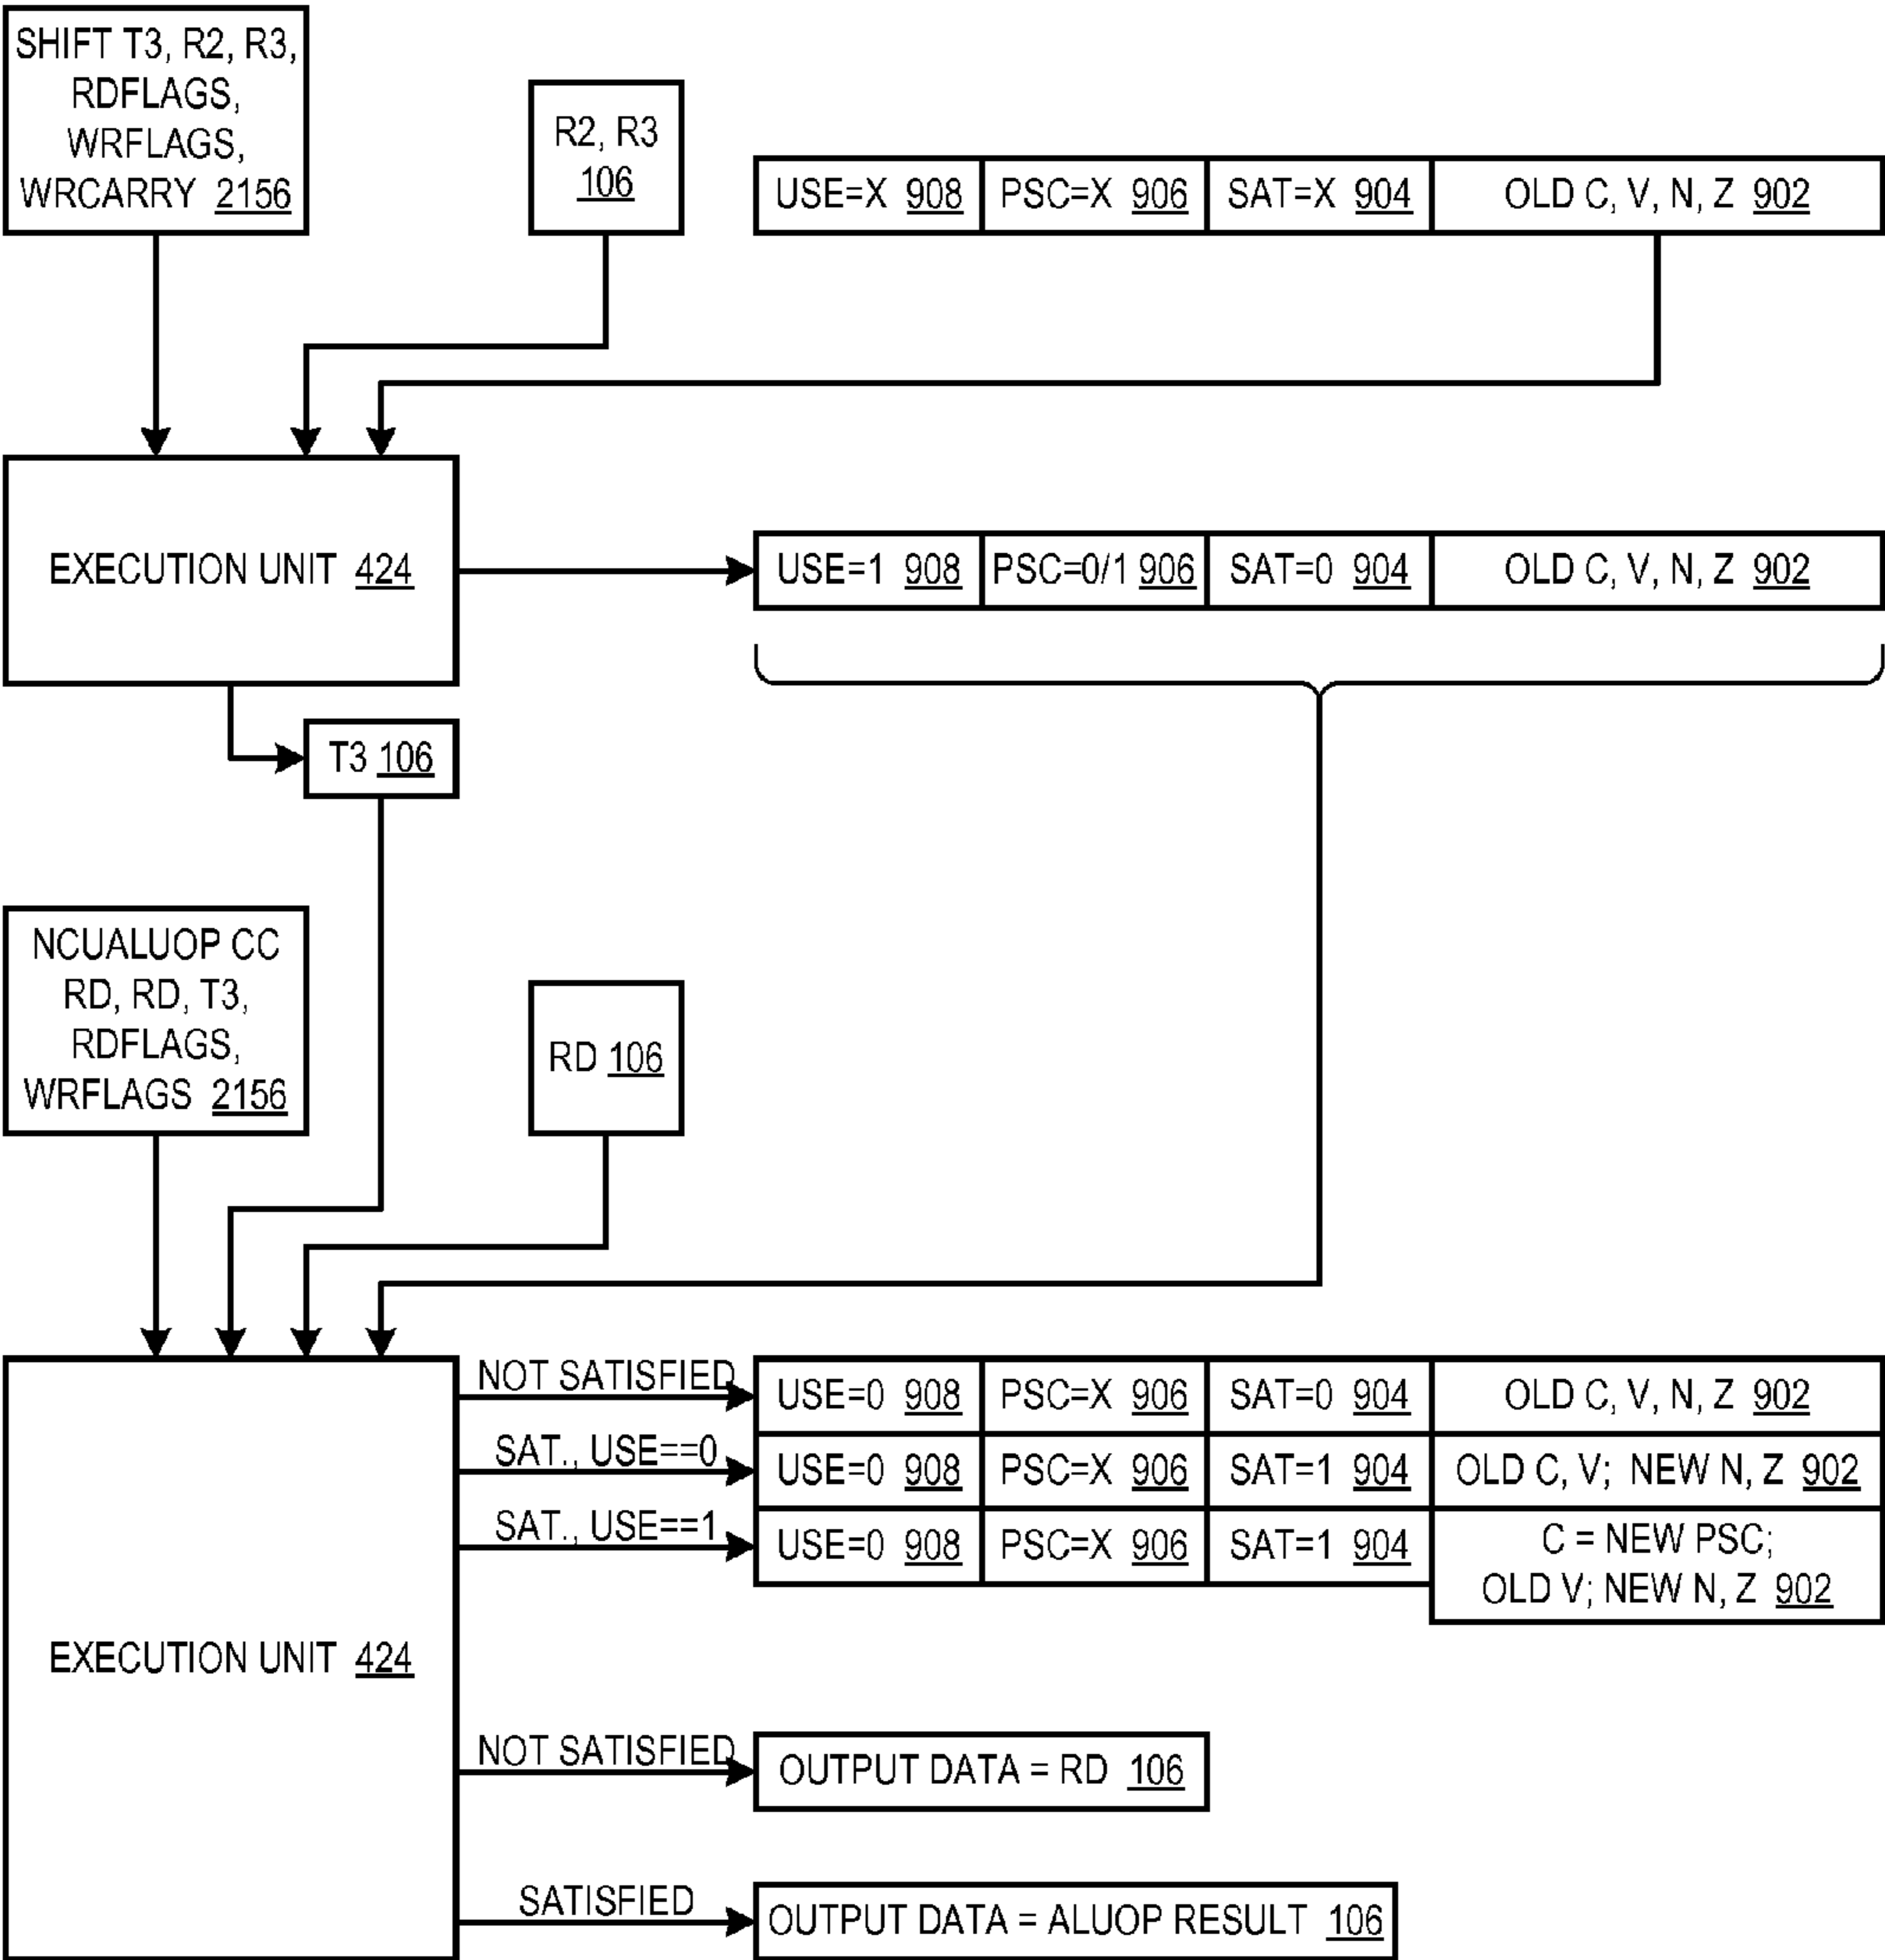 SHIFT T3, R2, R3,
RDFLAGS,
WRFLAGS,
WRCARRY 2156
R2, R3
106
USE=X 908 PSC=X 906 SAT=X 904 OLD C, V, N, Z 902
EXECUTION UNIT 424
USE=1 908 PSC=0/1 906 SAT=0 904 OLD C, V, N, Z 902
T3 106
NCUALUOP CC
RD, RD, T3,
RDFLAGS,
WRFLAGS 2156
RD 106
NOT SATISFIED
USE=0 908 PSC=X 906 SAT=0 904 OLD C, V, N, Z 902
SAT., USE==0
USE=0 908 PSC=X 906 SAT=1 904 OLD C, V; NEW N, Z 902
SAT., USE==1
USE=0 908 PSC=X 906 SAT=1 904
C = NEW PSC;
OLD V; NEW N, Z 902
EXECUTION UNIT 424
NOT SATISFIED
OUTPUT DATA = RD 106
SATISFIED
OUTPUT DATA = ALUOP RESULT 106